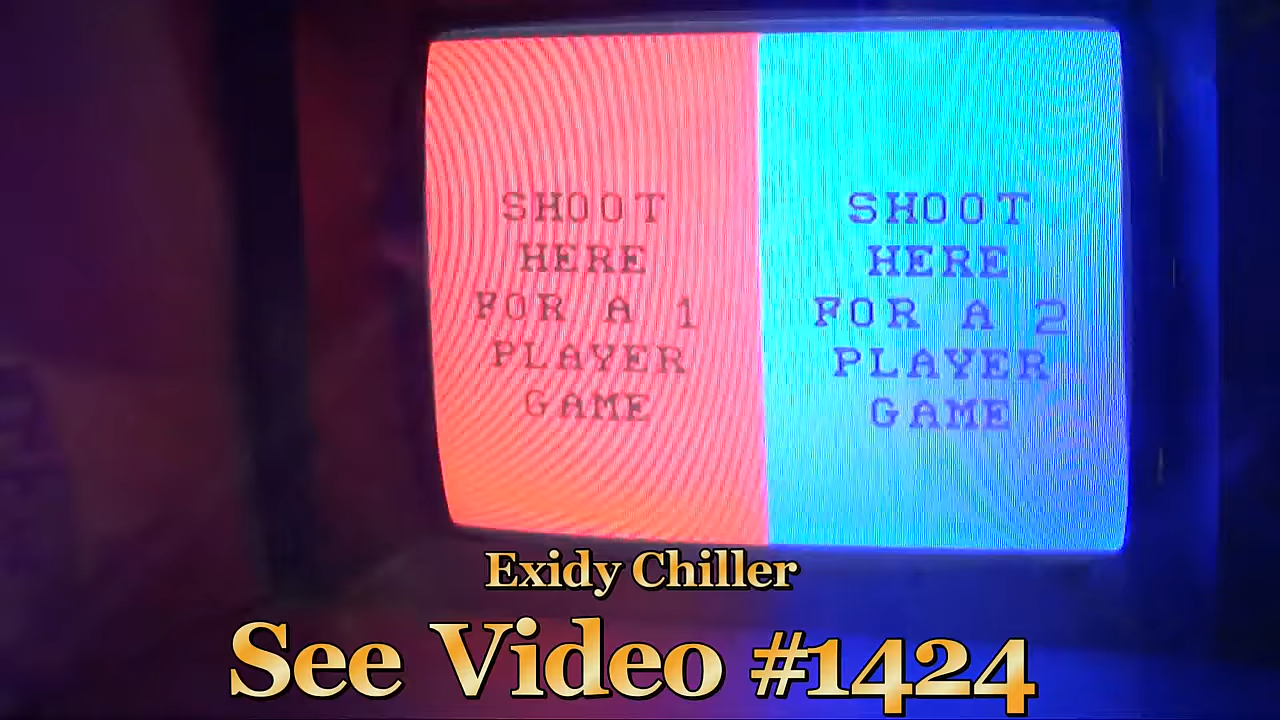 SHOOT
HERE
FOR A 1
PLAYER
GAME
SHOOT
HERE
FOR A 2
PLAYER
GAME
Exidy Chiller
See Video #1424